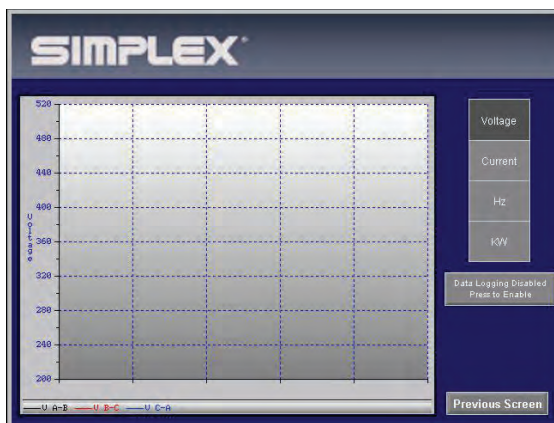 SIMPLEX
520
480
440
400
360
320
280
240
200
Voltage
V A-B V B-C V C-A
Voltage
Current
Hz
KW
Data Logging Disabled
Press to Enable
Previous Screen